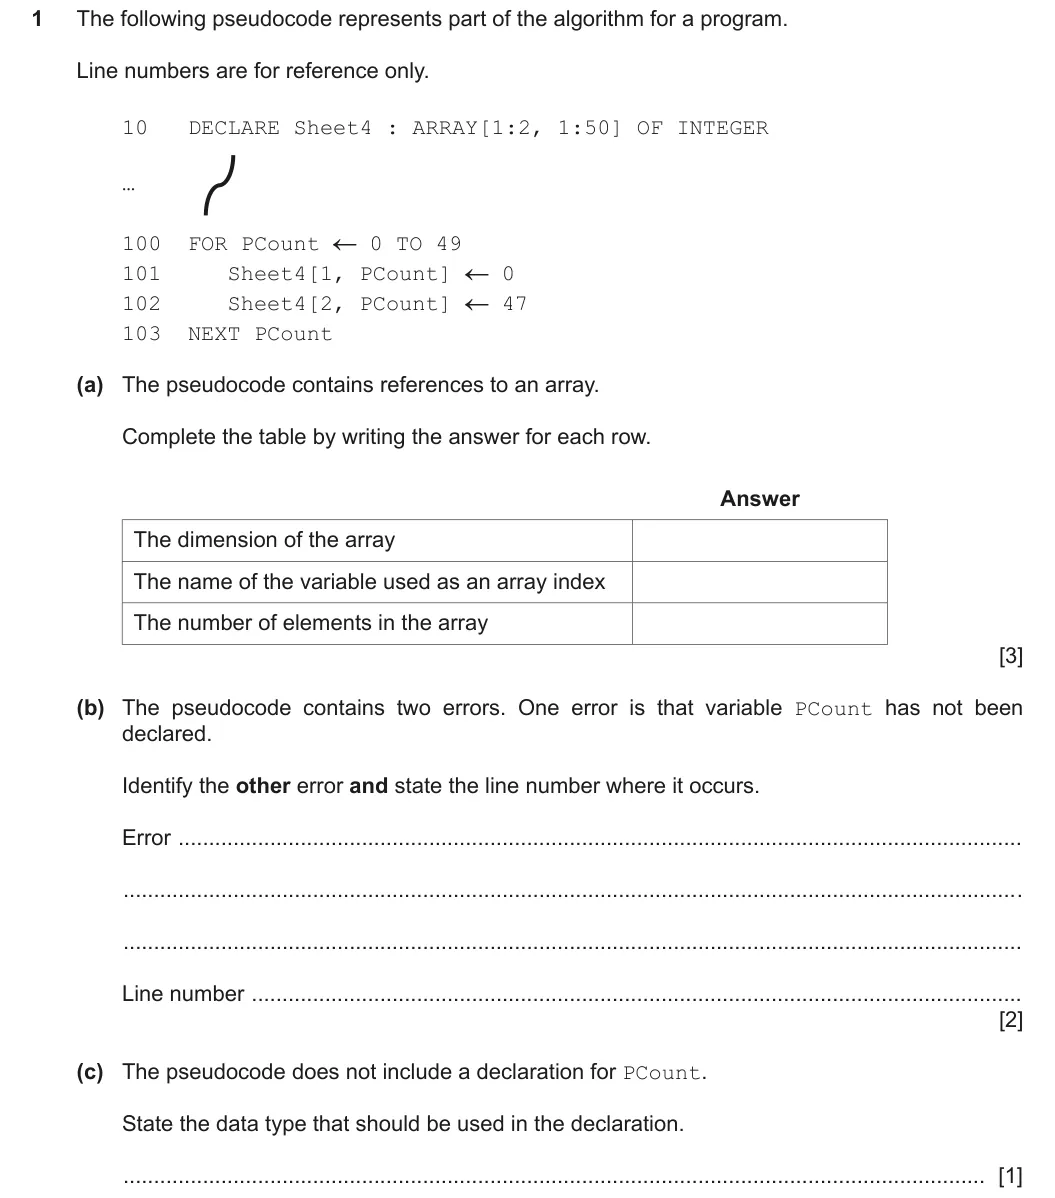 1 The following pseudocode represents part of the algorithm for a program.
Line numbers are for reference only.
10 DECLARE Sheet4 : ARRAY[1:2, 1:50] OF INTEGER
…
100 FOR PCount ← 0 TO 49
101 Sheet4[1, PCount] ← 0
102 Sheet4[2, PCount] ← 47
103 NEXT PCount
(a) The pseudocode contains references to an array.
Complete the table by writing the answer for each row.
Answer
The dimension of the array
The name of the variable used as an array index
The number of elements in the array
[3]
(b) The pseudocode contains two errors. One error is that variable PCount has not been
declared.
Identify the other error and state the line number where it occurs.
Error ...........................................................................................................................................
....................................................................................................................................................
....................................................................................................................................................
Line number ...............................................................................................................................
[2]
(c) The pseudocode does not include a declaration for PCount.
State the data type that should be used in the declaration.
.............................................................................................................................................. [1]